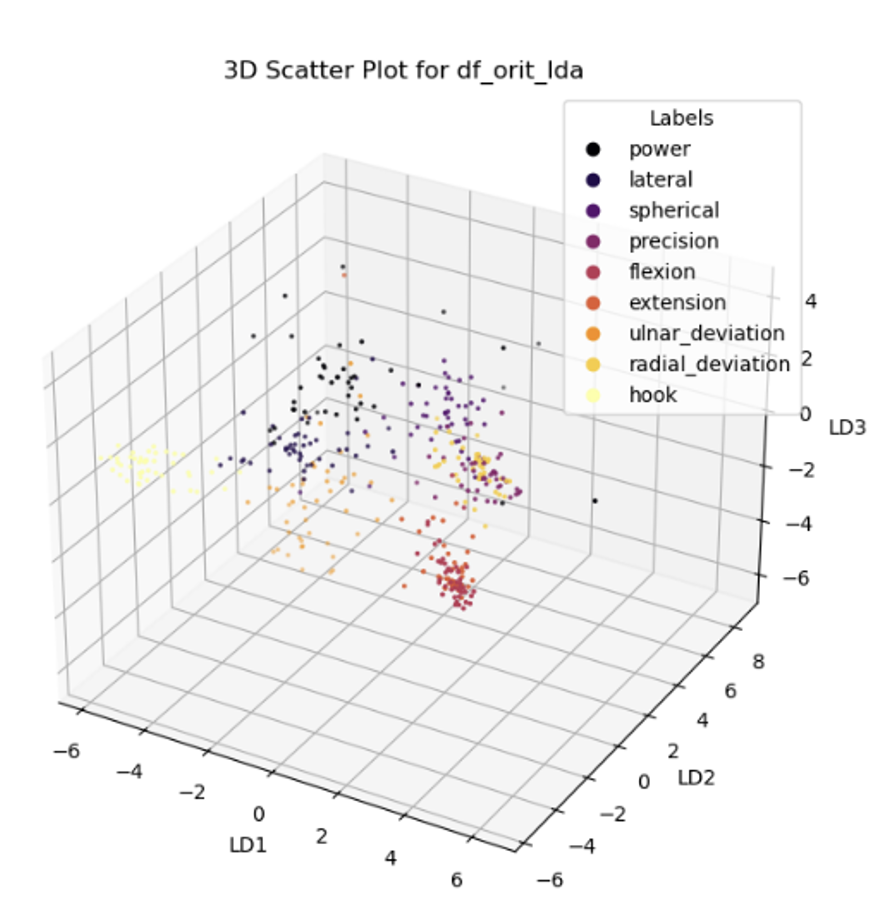 3D Scatter Plot for df_orit_lda
Labels
power
lateral
spherical
precision
flexion
extension
ulnar_deviation
radial_deviation
hook
4
2
0
−2
−4
−6
LD3
8
6
4
2
0
−2
−4
−6
LD2
−6
−4
−2
0
2
4
6
LD1